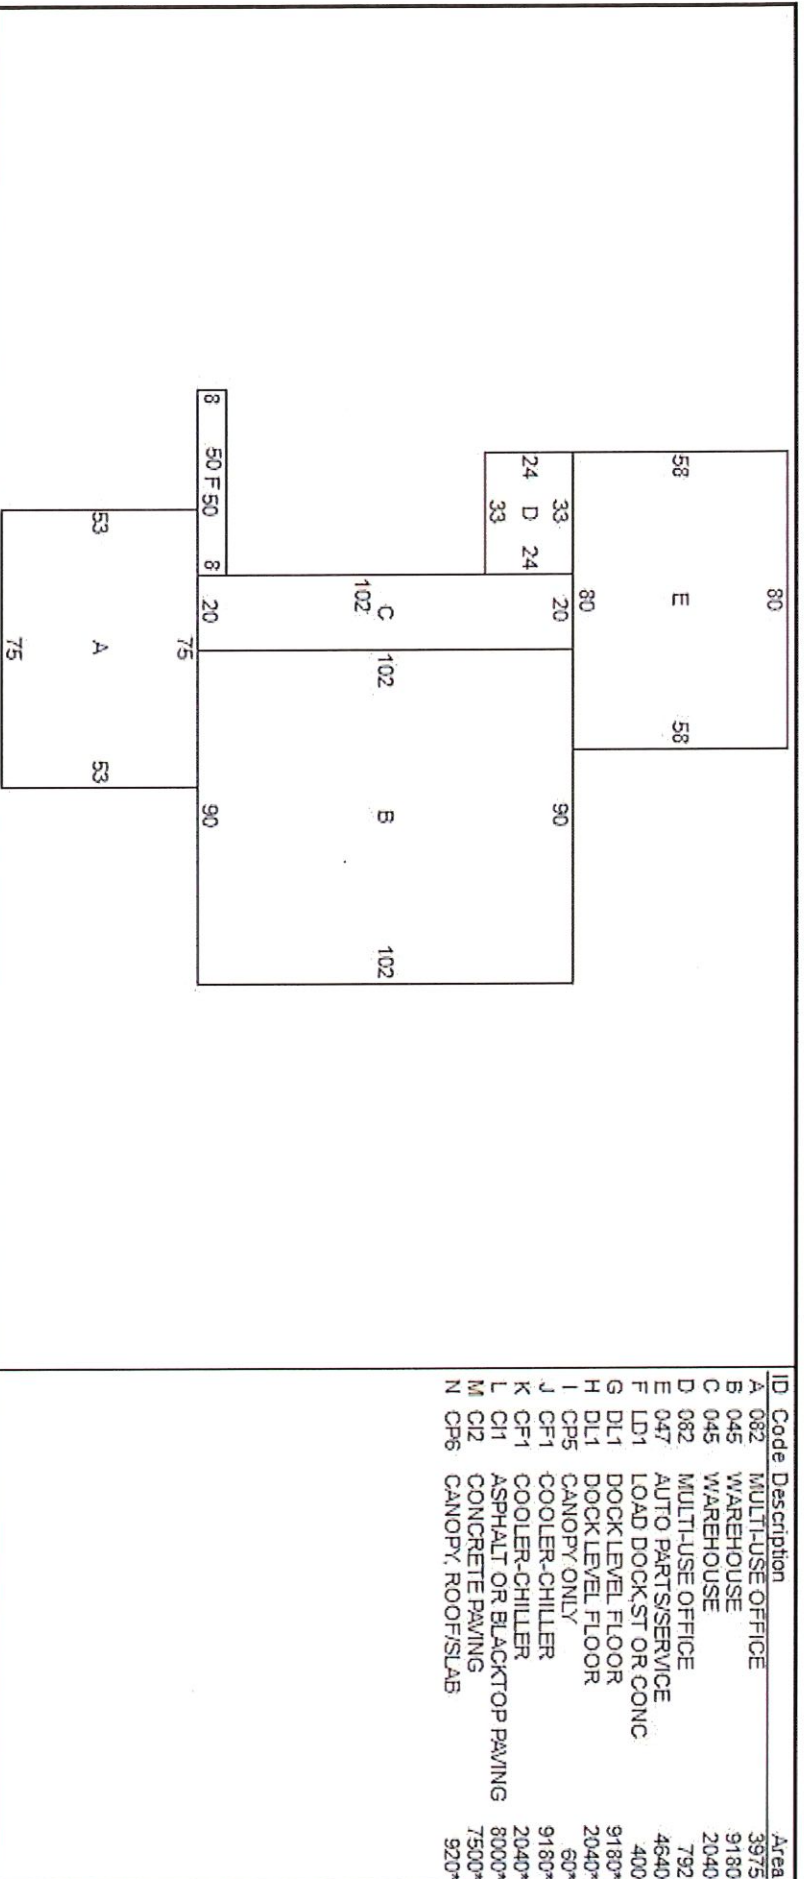 80
58 E 58
80
33 20 90
24 D 24
33
C 102 B 102
102
8 50 F 50 8 20 90
75
53 A 53
75
ID Code Description Area
A 082 MULTI-USE OFFICE 3975
B 045 WAREHOUSE 9180
C 045 WAREHOUSE 2040
D 082 MULTI-USE OFFICE 792
E 047 AUTO PARTS/SERVICE 4640
F LD1 LOAD DOCK,ST OR CONC 400
G DL1 DOCK LEVEL FLOOR 9180*
H DL1 DOCK LEVEL FLOOR 2040*
I CP5 CANOPY ONLY 60*
J CF1 COOLER-CHILLER 9180*
K CF1 COOLER-CHILLER 2040*
L CI1 ASPHALT OR BLACKTOP PAVING 8000*
M CI2 CONCRETE PAVING 7500*
N CP6 CANOPY, ROOF/SLAB 920*